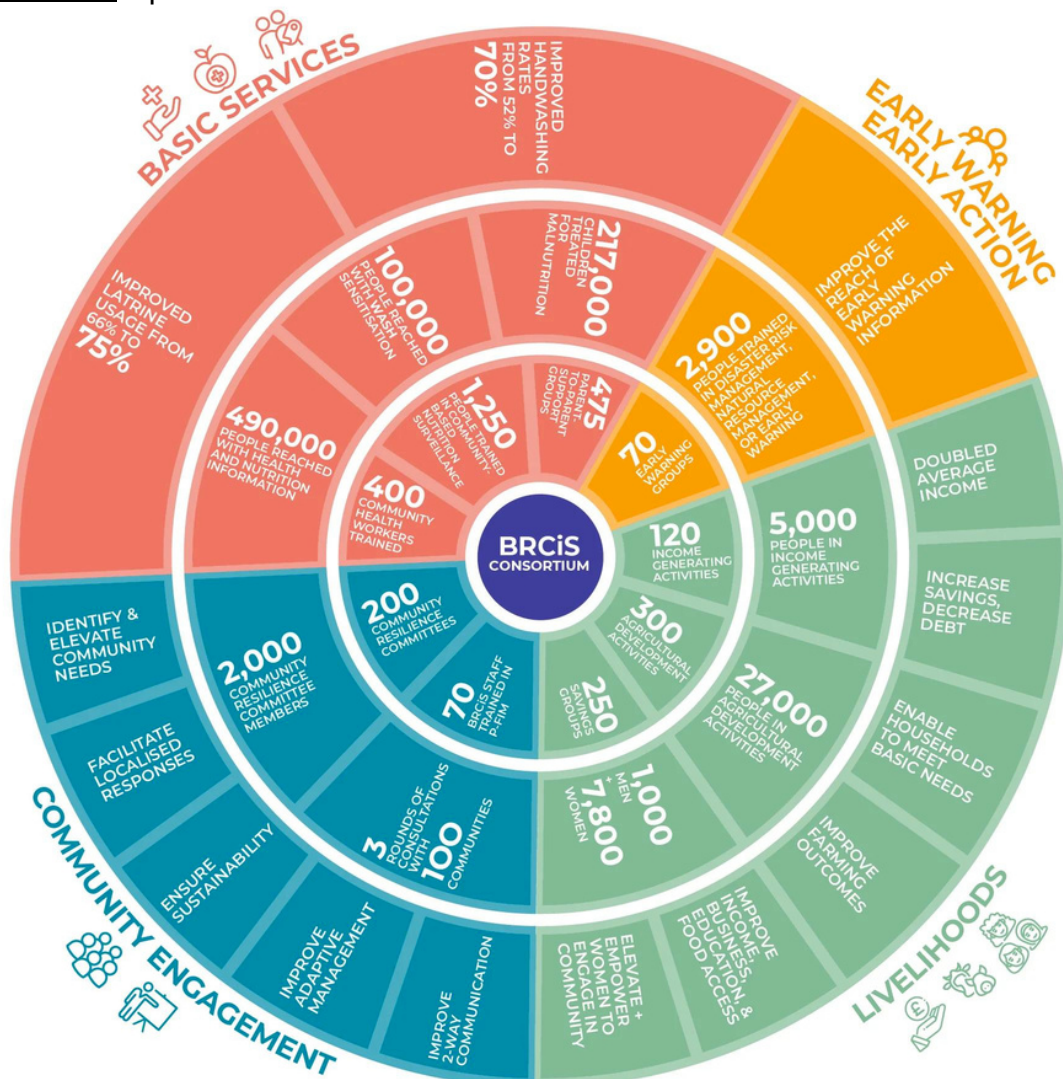 BASIC SERVICES
IMPROVED
HANDWASHING
RATES
FROM 52% TO
70%
IMPROVED
LATRINE
USAGE FROM
66% TO
75%
217,000
CHILDREN
TREATED
FOR
MALNUTRITION
100,000
PEOPLE REACHED
WITH WASH
SENSITISATION
490,000
PEOPLE REACHED
WITH HEALTH
AND NUTRITION
INFORMATION
475
PARENT-
TO-PARENT
SUPPORT
GROUPS
1,250
PEOPLE TRAINED
IN COMMUNITY-
BASED
NUTRITION
SURVEILLANCE
400
COMMUNITY
HEALTH
WORKERS
TRAINED
EARLY WARNING
EARLY ACTION
IMPROVE THE
REACH OF
EARLY
WARNING
INFORMATION
2,900
PEOPLE TRAINED
IN DISASTER RISK
MANAGEMENT,
NATURAL
RESOURCE
MANAGEMENT,
OR EARLY
WARNING
70
EARLY
WARNING
GROUPS
BRCiS
CONSORTIUM
120
INCOME
GENERATING
ACTIVITIES
300
AGRICULTURAL
DEVELOPMENT
ACTIVITIES
250
SAVINGS
GROUPS
5,000
PEOPLE IN
INCOME
GENERATING
ACTIVITIES
27,000
PEOPLE IN
AGRICULTURAL
DEVELOPMENT
ACTIVITIES
1,000
MEN
+
7,800
WOMEN
DOUBLED
AVERAGE
INCOME
INCREASE
SAVINGS,
DECREASE
DEBT
ENABLE
HOUSEHOLDS
TO MEET
BASIC NEEDS
IMPROVE
FARMING
OUTCOMES
IMPROVE
INCOME,
BUSINESS,
EDUCATION, &
FOOD ACCESS
ELEVATE +
EMPOWER
WOMEN TO
ENGAGE IN
COMMUNITY
LIVELIHOODS
£
200
COMMUNITY
RESILIENCE
COMMITTEES
70
BRCiS STAFF
TRAINED IN
P-FIM
2,000
COMMUNITY
RESILIENCE
COMMITTEE
MEMBERS
3
ROUNDS OF
CONSULTATIONS
WITH
100
COMMUNITIES
IDENTIFY &
ELEVATE
COMMUNITY
NEEDS
FACILITATE
LOCALISED
RESPONSES
ENSURE
SUSTAINABILITY
IMPROVE
ADAPTIVE
MANAGEMENT
IMPROVE
2-WAY
COMMUNICATION
COMMUNITY ENGAGEMENT